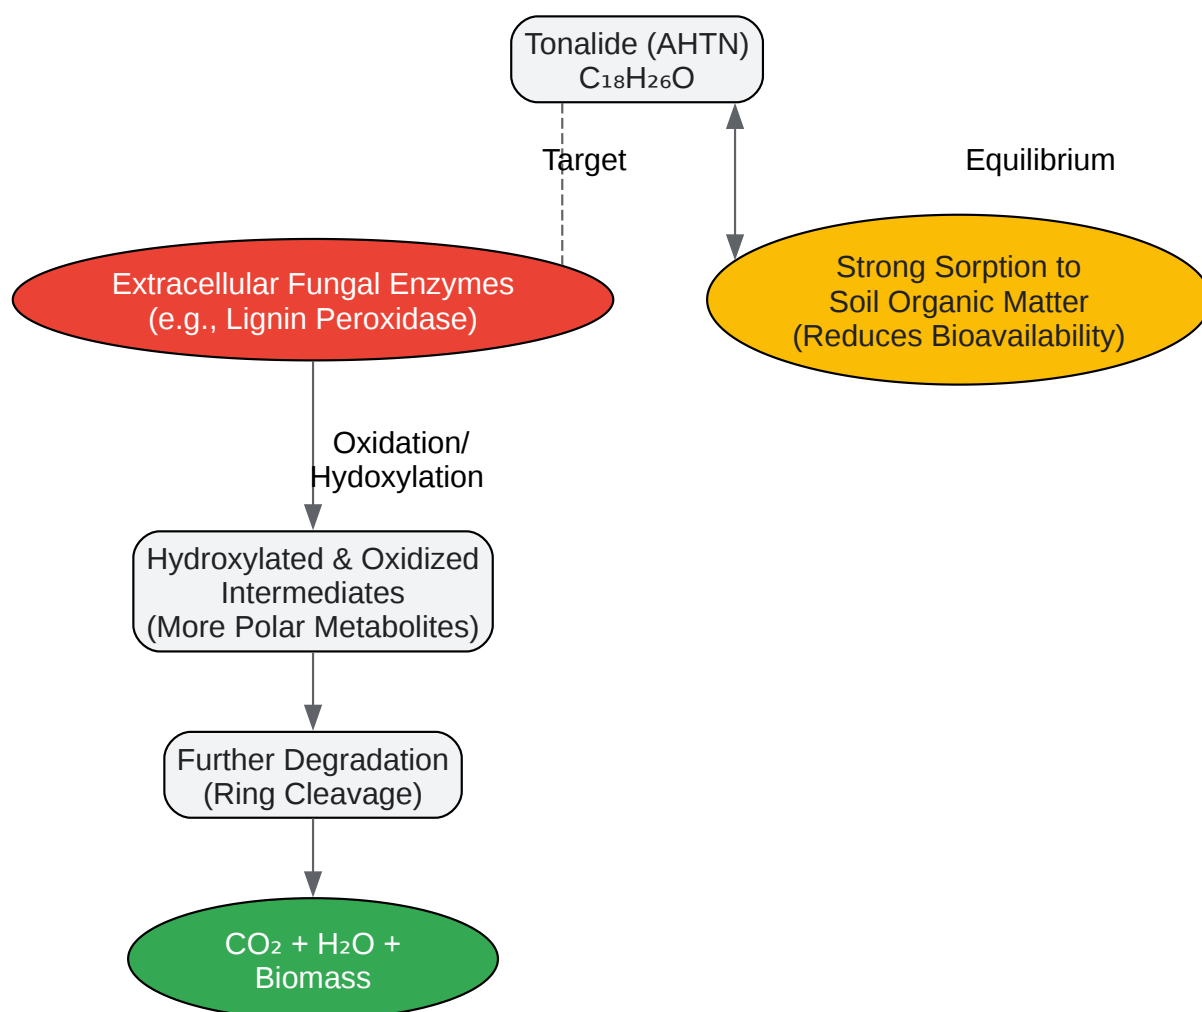 Tonalide (AHTN)
C₁₈H₂₆O
Target
Equilibrium
Extracellular Fungal Enzymes
(e.g., Lignin Peroxidase)
Strong Sorption to
Soil Organic Matter
(Reduces Bioavailability)
Oxidation/
Hydoxylation
Hydroxylated & Oxidized
Intermediates
(More Polar Metabolites)
Further Degradation
(Ring Cleavage)
CO₂ + H₂O +
Biomass